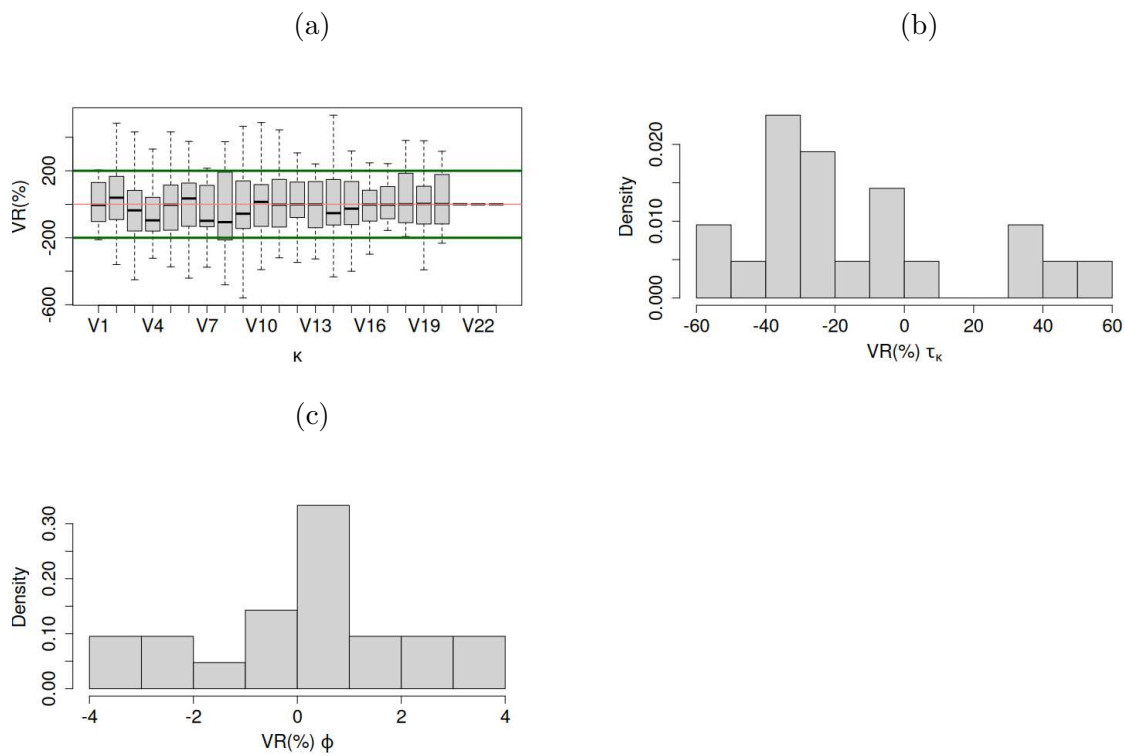 (a)
VR(%)
200
-200
-600
V1 V4 V7 V10 V13 V16 V19 V22
κ
(b)
Density
0.020
0.010
0.000
-60 -40 -20 0 20 40 60
VR(%) τκ
(c)
Density
0.30
0.20
0.10
0.00
-4 -2 0 2 4
VR(%) ϕ